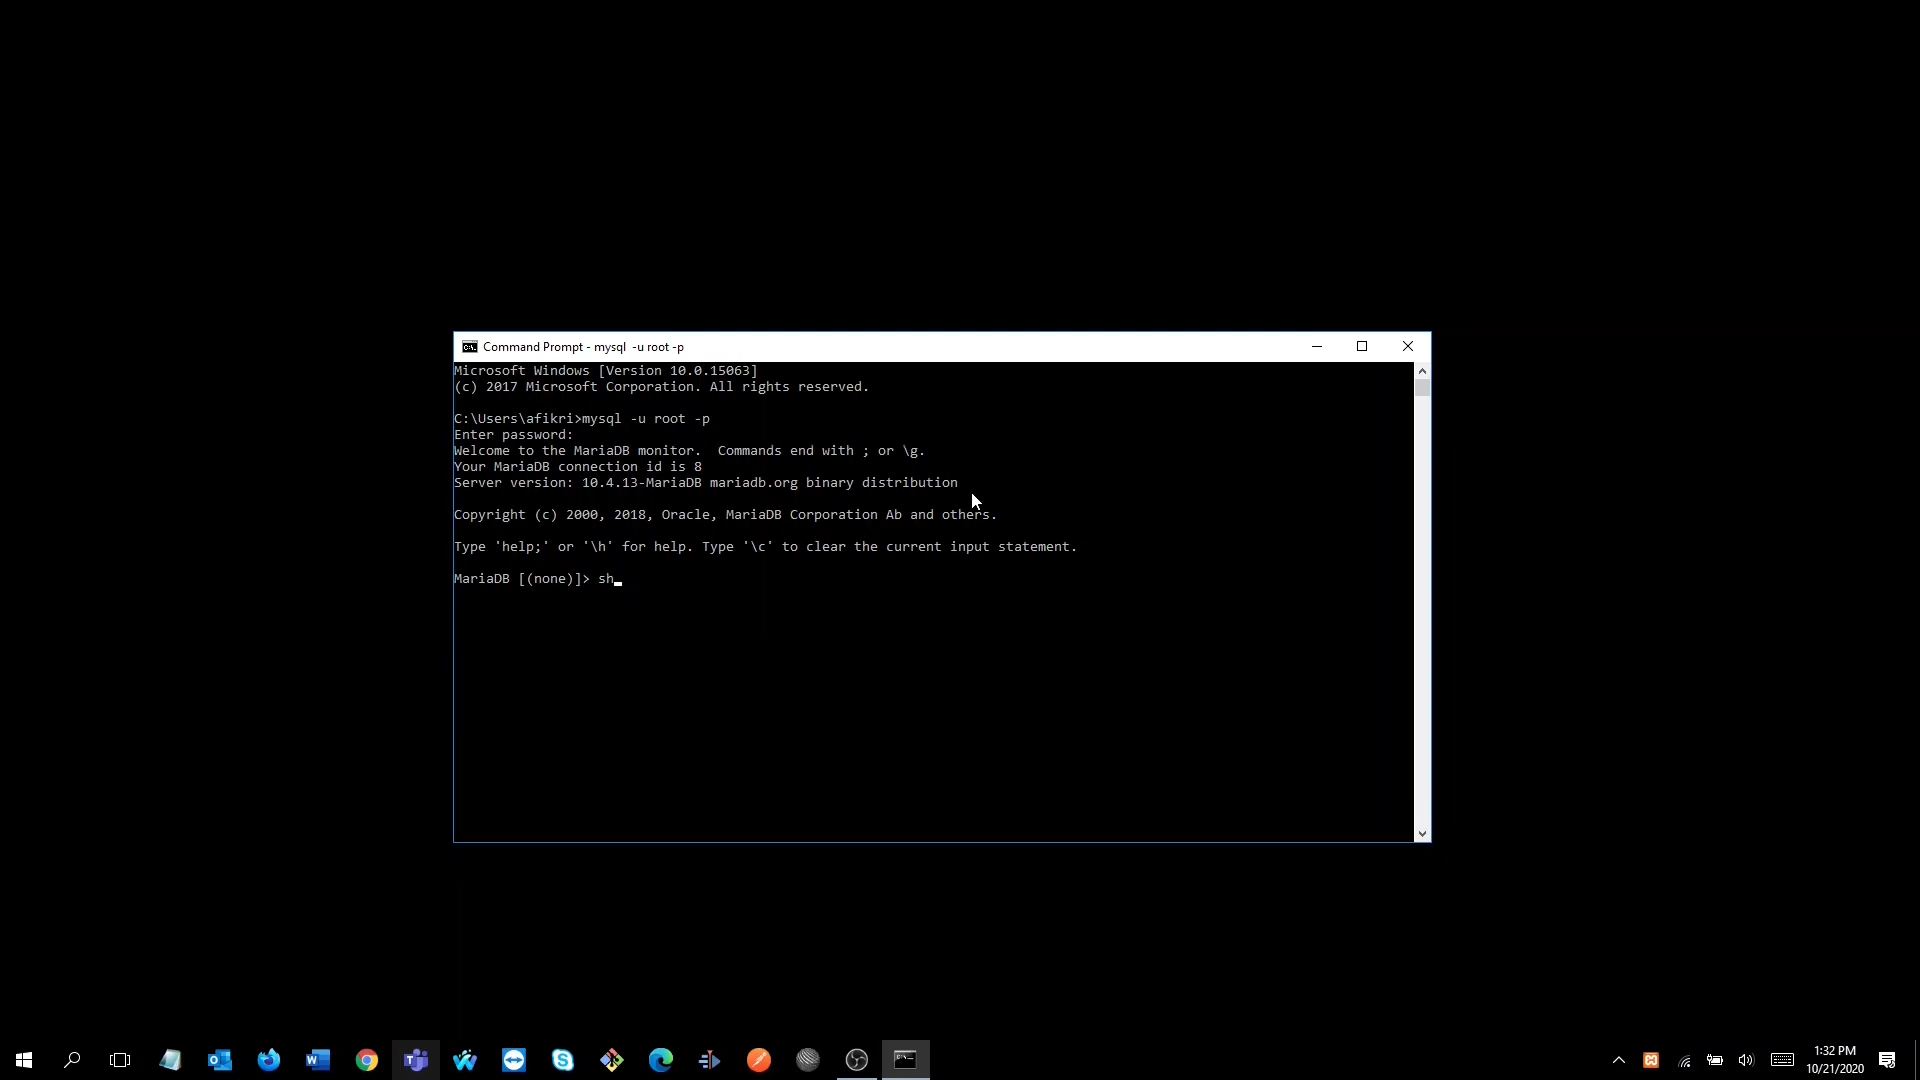 Command Prompt - mysql  -u root -p
Microsoft Windows [Version 10.0.15063]
(c) 2017 Microsoft Corporation. All rights reserved.
C:\Users\afikri>mysql -u root -p
Enter password:
Welcome to the MariaDB monitor.  Commands end with ; or \g.
Your MariaDB connection id is 8
Server version: 10.4.13-MariaDB mariadb.org binary distribution
Copyright (c) 2000, 2018, Oracle, MariaDB Corporation Ab and others.
Type 'help;' or '\h' for help. Type '\c' to clear the current input statement.
MariaDB [(none)]> sh_
1:32 PM
10/21/2020